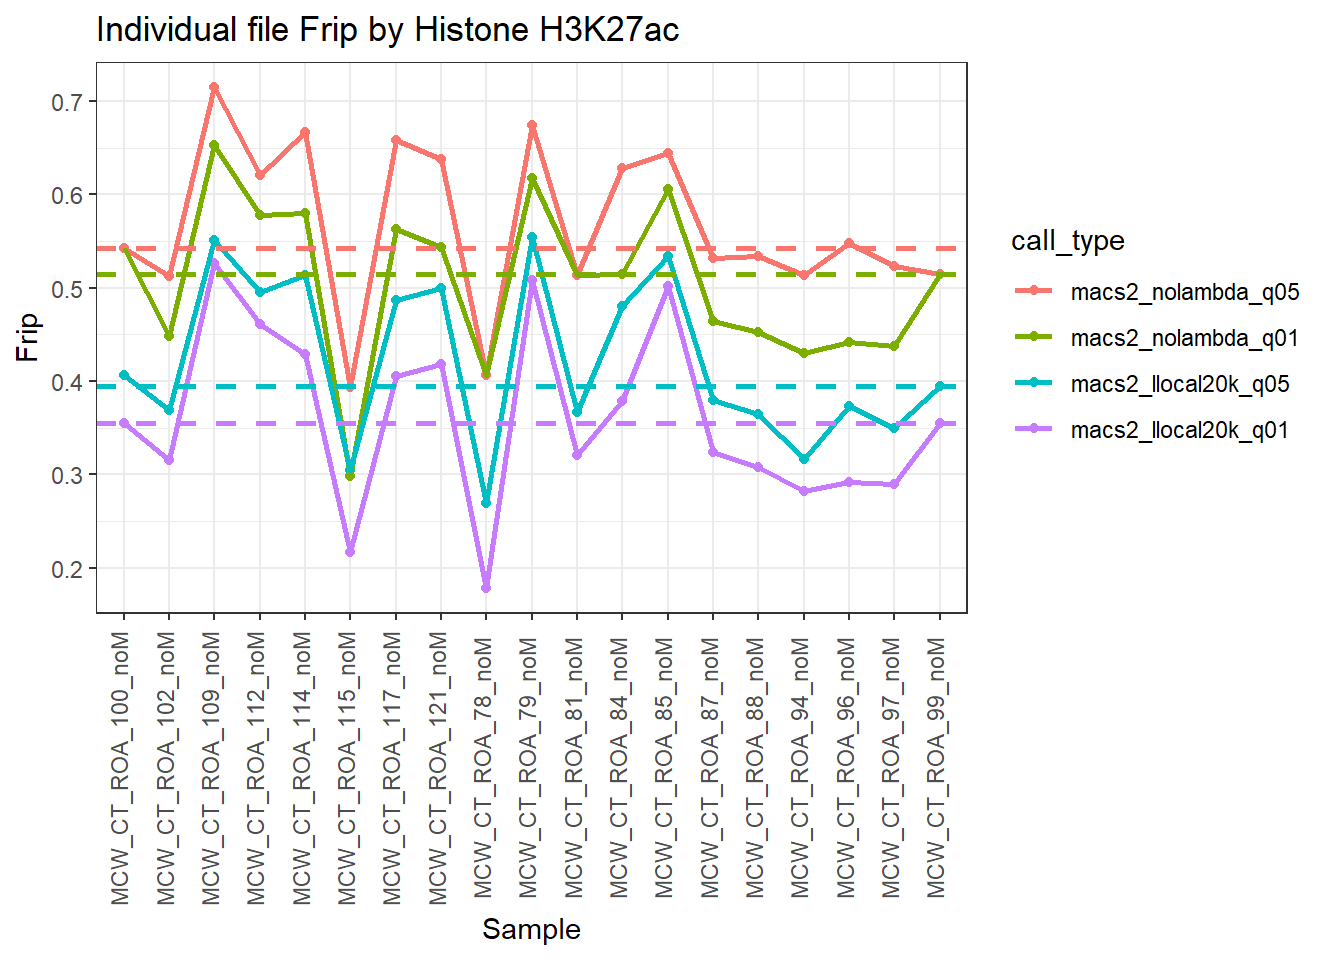 Individual file Frip by Histone H3K27ac
Frip
0.7
0.6
0.5
0.4
0.3
0.2
MCW_CT_ROA_100_noM
MCW_CT_ROA_102_noM
MCW_CT_ROA_109_noM
MCW_CT_ROA_112_noM
MCW_CT_ROA_114_noM
MCW_CT_ROA_115_noM
MCW_CT_ROA_117_noM
MCW_CT_ROA_121_noM
MCW_CT_ROA_78_noM
MCW_CT_ROA_79_noM
MCW_CT_ROA_81_noM
MCW_CT_ROA_84_noM
MCW_CT_ROA_85_noM
MCW_CT_ROA_87_noM
MCW_CT_ROA_88_noM
MCW_CT_ROA_94_noM
MCW_CT_ROA_96_noM
MCW_CT_ROA_97_noM
MCW_CT_ROA_99_noM
Sample
call_type
macs2_nolambda_q05
macs2_nolambda_q01
macs2_llocal20k_q05
macs2_llocal20k_q01